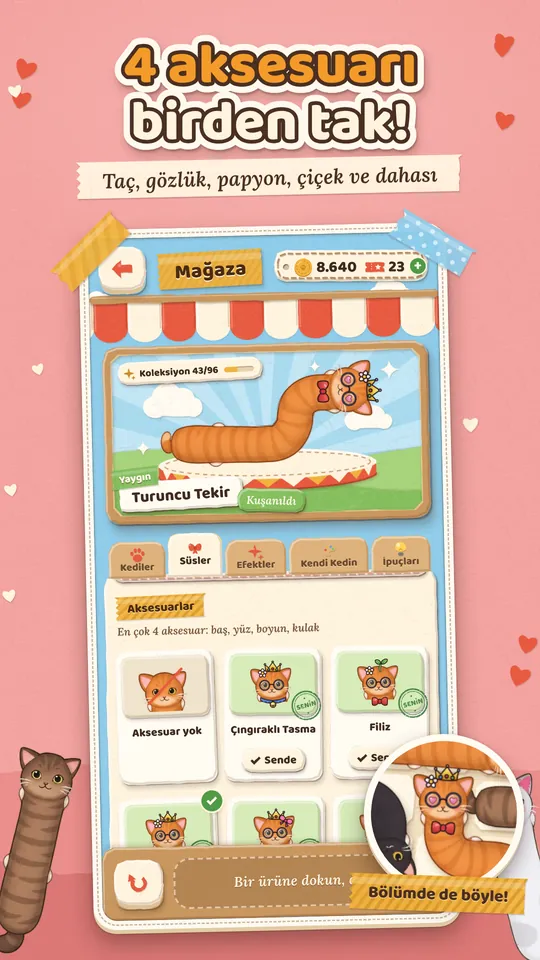 4 aksesuarı
birden tak!
Taç, gözlük, papyon, çiçek ve dahası
Mağaza
8.640
23
Koleksiyon 43/96
Yaygın
Turuncu Tekir
Kuşanıldı
Kediler
Süsler
Efektler
Kendi Kedin
İpuçları
Aksesuarlar
En çok 4 aksesuar: baş, yüz, boyun, kulak
SENİN
SENİN
Aksesuar yok
Çıngıraklı Tasma
Filiz
Sende
Bir ürüne dokun,
Bölümde de böyle!